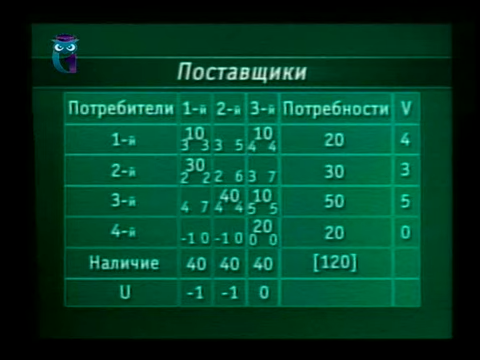 Поставщики
Потребители 1-й 2-й 3-й Потребности V
1-й 10 3 3 3 5 10 4 4 20 4
2-й 30 2 2 2 6 3 7 30 3
3-й 4 7 40 4 4 10 5 5 50 5
4-й -1 0 -1 0 20 0 0 20 0
Наличие 40 40 40 [120]
U -1 -1 0